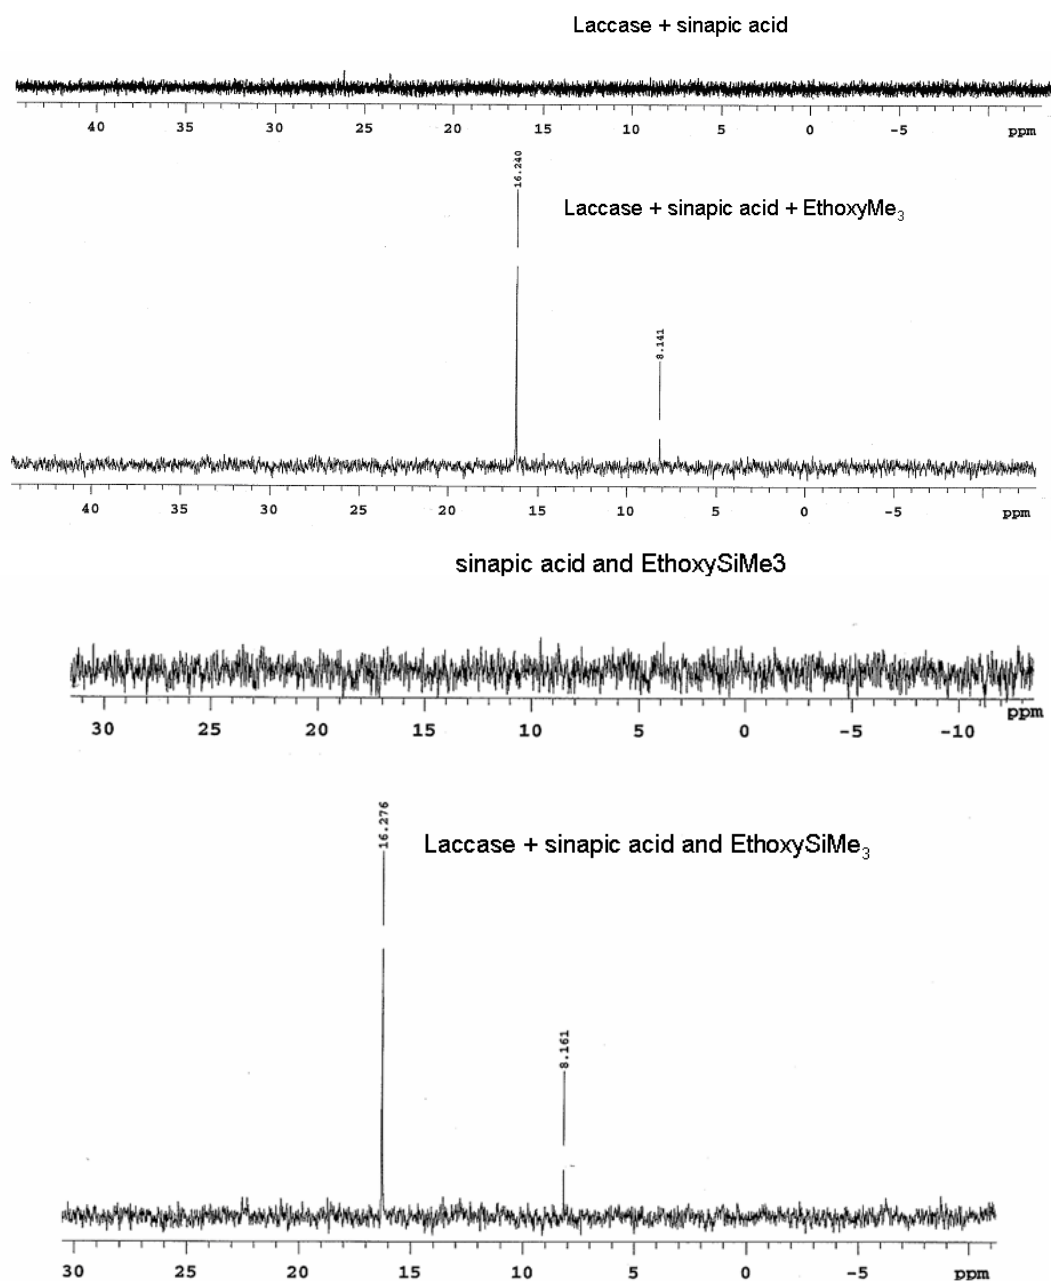 Laccase + sinapic acid
40 35 30 25 20 15 10 5 0 -5 ppm
16.240
Laccase + sinapic acid + EthoxyMe₃
8.141
40 35 30 25 20 15 10 5 0 -5 ppm
sinapic acid and EthoxySiMe3
30 25 20 15 10 5 0 -5 -10 ppm
16.276
Laccase + sinapic acid and EthoxySiMe₃
8.161
30 25 20 15 10 5 0 -5 ppm